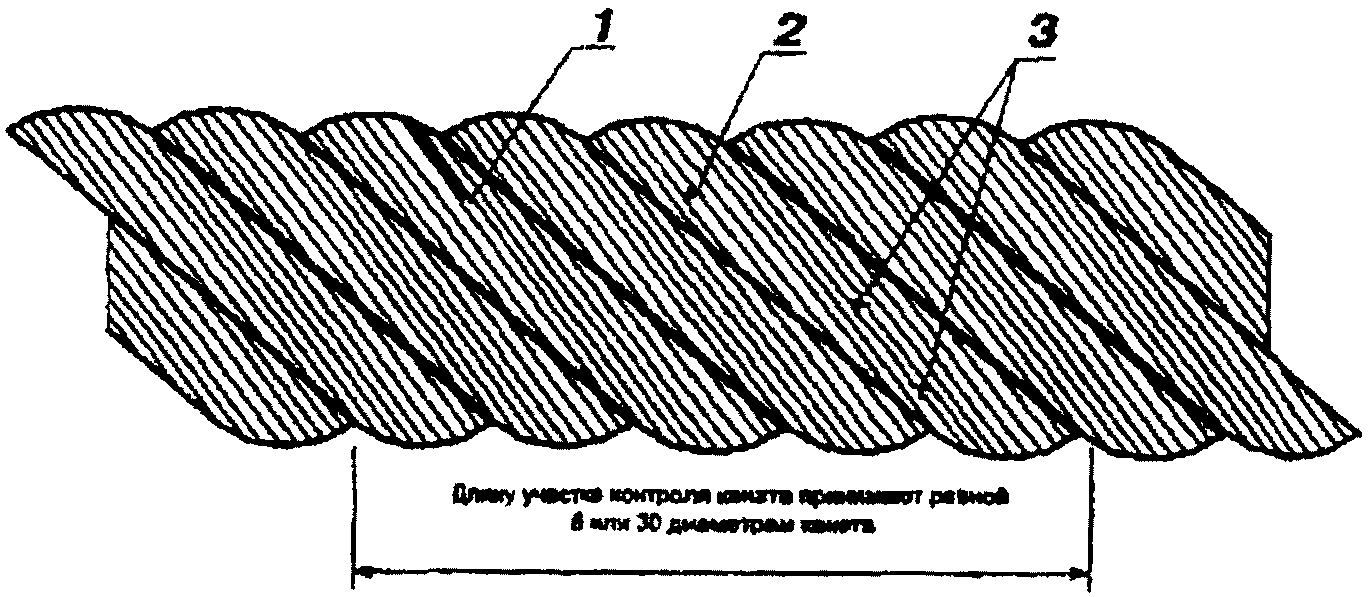 1 2 3
Длину участка контроля каната принимают равной
6 или 30 диаметрам каната